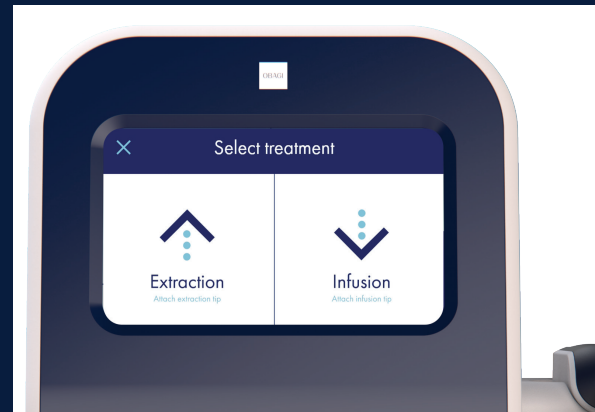 OBAGI
Select treatment
Extraction
Attach extraction tip
Infusion
Attach infusion tip